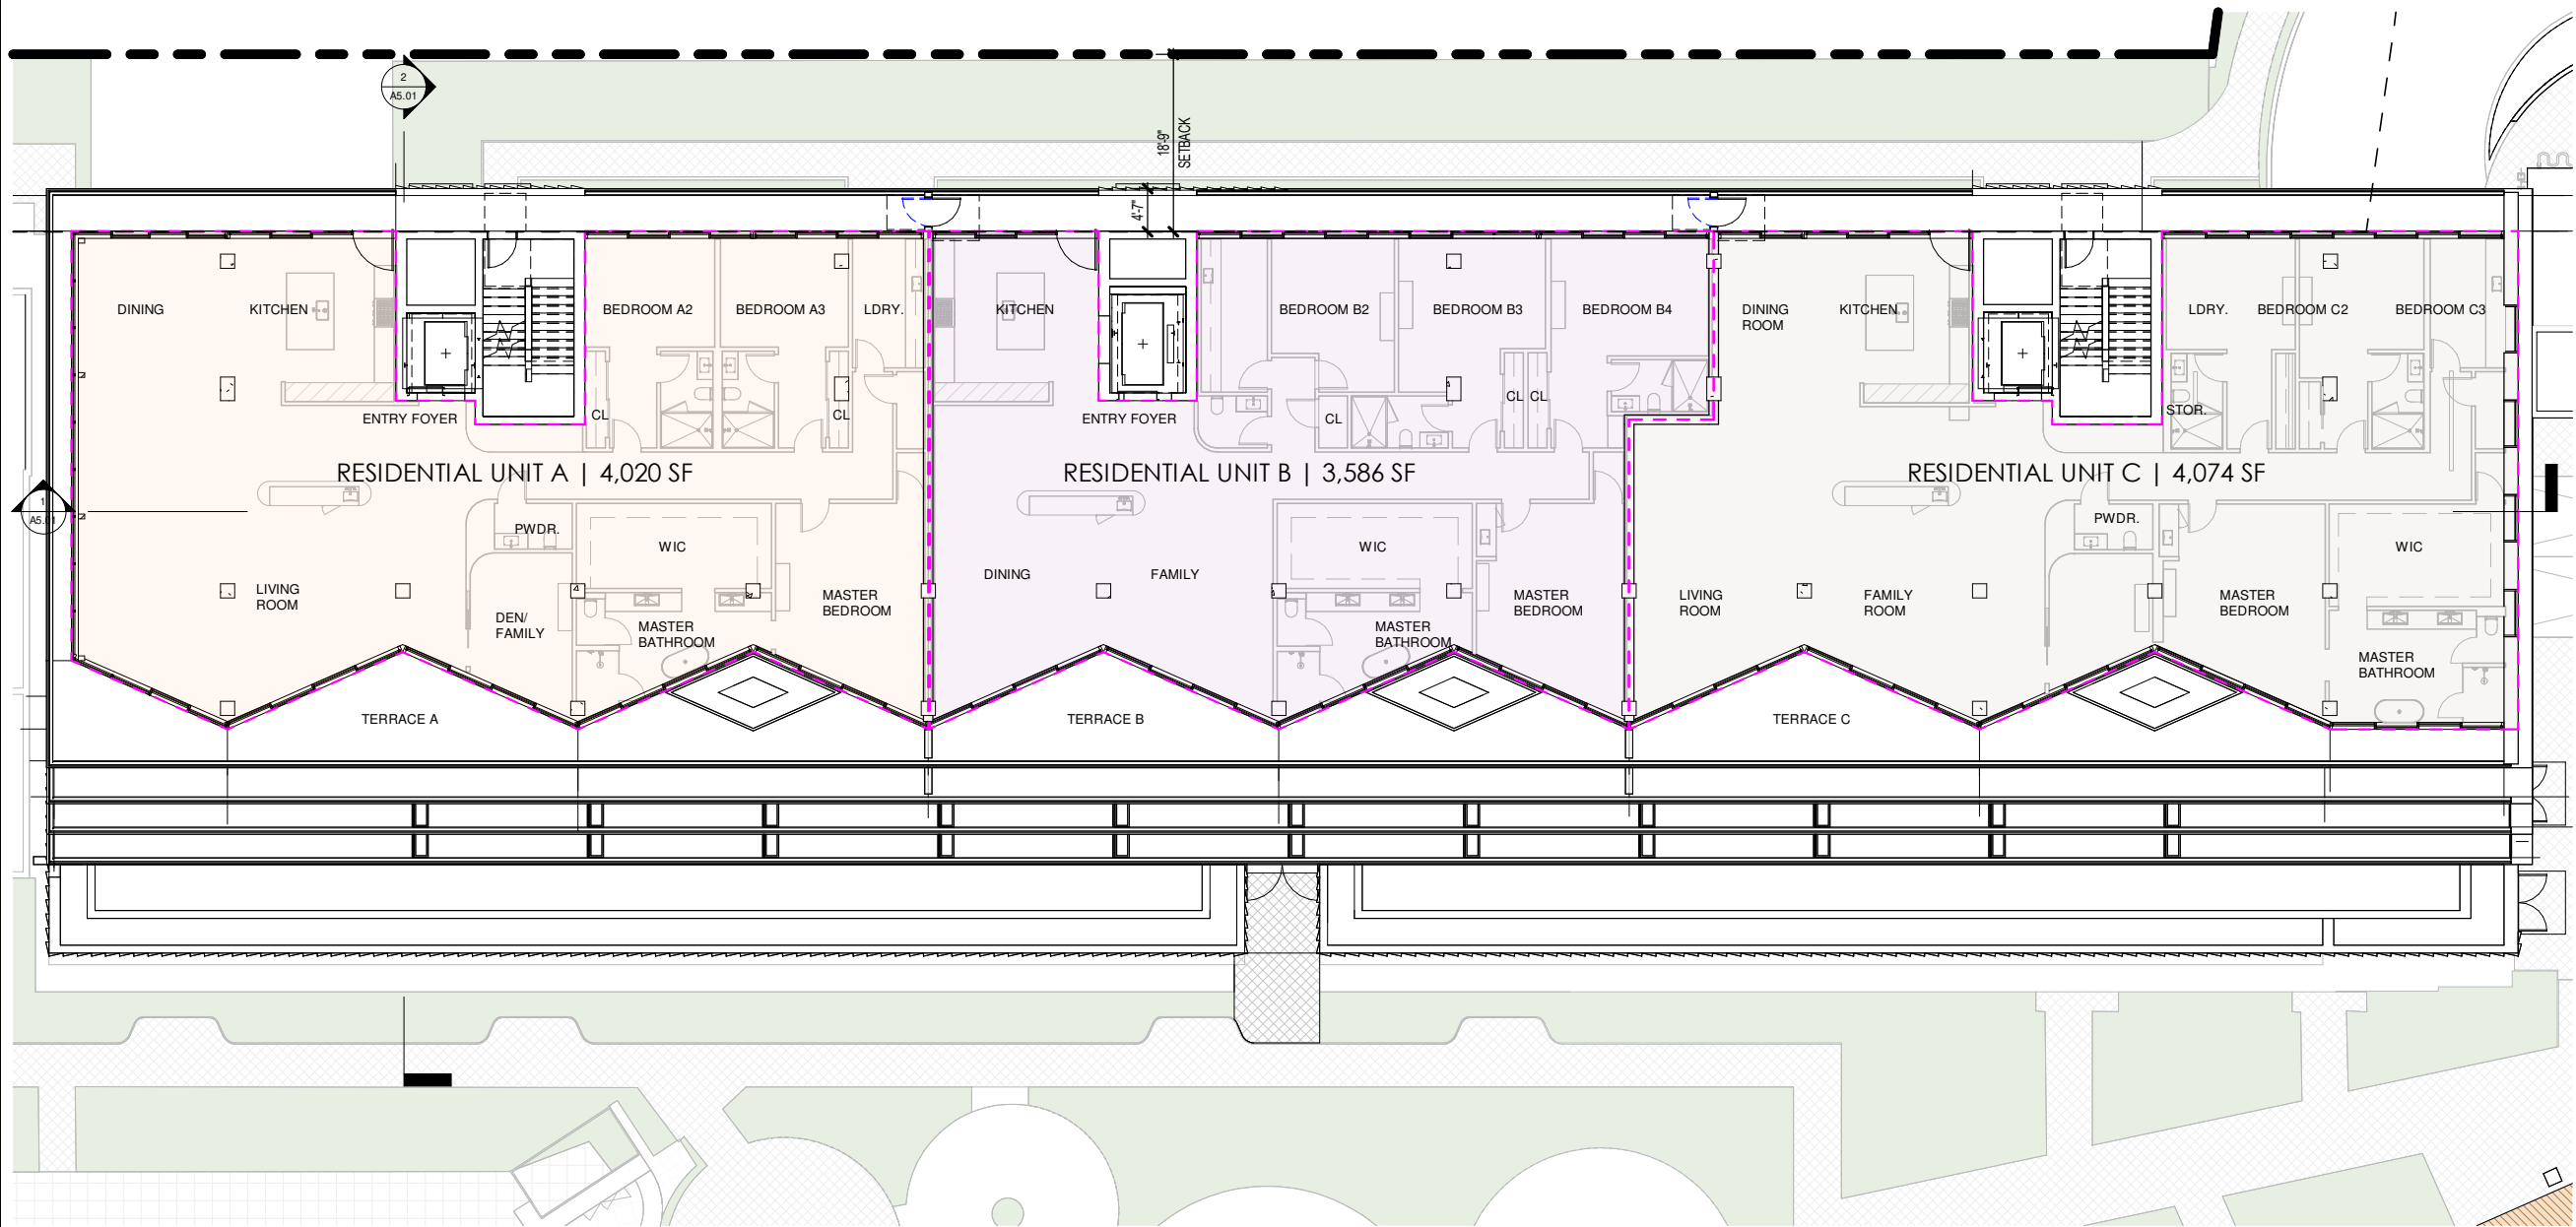 2
A5.01
18'-9"
SETBACK
4'-7"
DINING
KITCHEN
BEDROOM A2
BEDROOM A3
LDRY.
KITCHEN
BEDROOM B2
BEDROOM B3
BEDROOM B4
DINING
ROOM
KITCHEN
LDRY.
BEDROOM C2
BEDROOM C3
ENTRY FOYER
CL
CL
ENTRY FOYER
CL
CL
CL
STOR.
RESIDENTIAL UNIT A | 4,020 SF
RESIDENTIAL UNIT B | 3,586 SF
RESIDENTIAL UNIT C | 4,074 SF
1
A5.01
PWDR.
WIC
WIC
PWDR.
WIC
DINING
FAMILY
LIVING
ROOM
DEN/
FAMILY
MASTER
BATHROOM
MASTER
BEDROOM
MASTER
BATHROOM
MASTER
BEDROOM
LIVING
ROOM
FAMILY
ROOM
MASTER
BEDROOM
MASTER
BATHROOM
TERRACE A
TERRACE B
TERRACE C